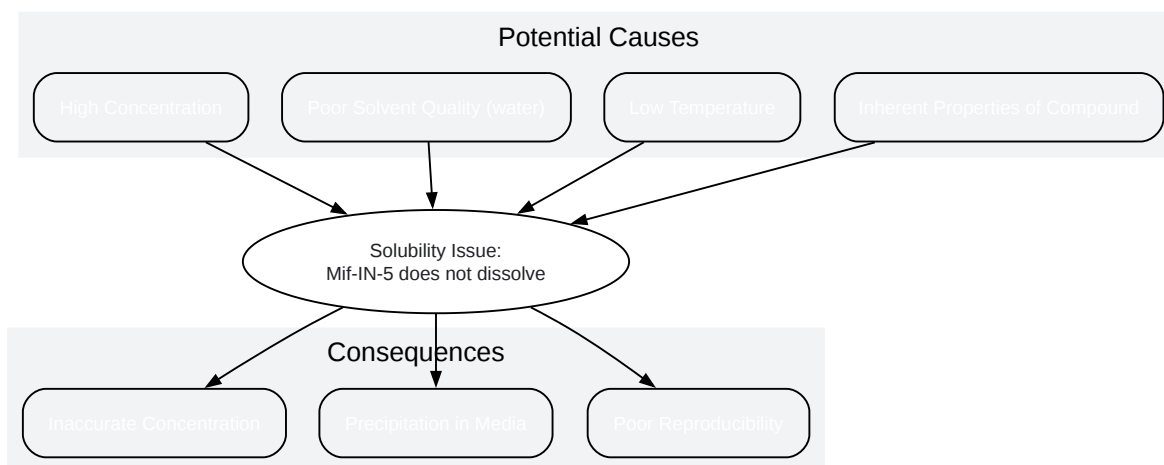 Potential Causes
High Concentration
Poor Solvent Quality (water)
Low Temperature
Inherent Properties of Compound
Solubility Issue:
Mif-IN-5 does not dissolve
Consequences
Inaccurate Concentration
Precipitation in Media
Poor Reproducibility